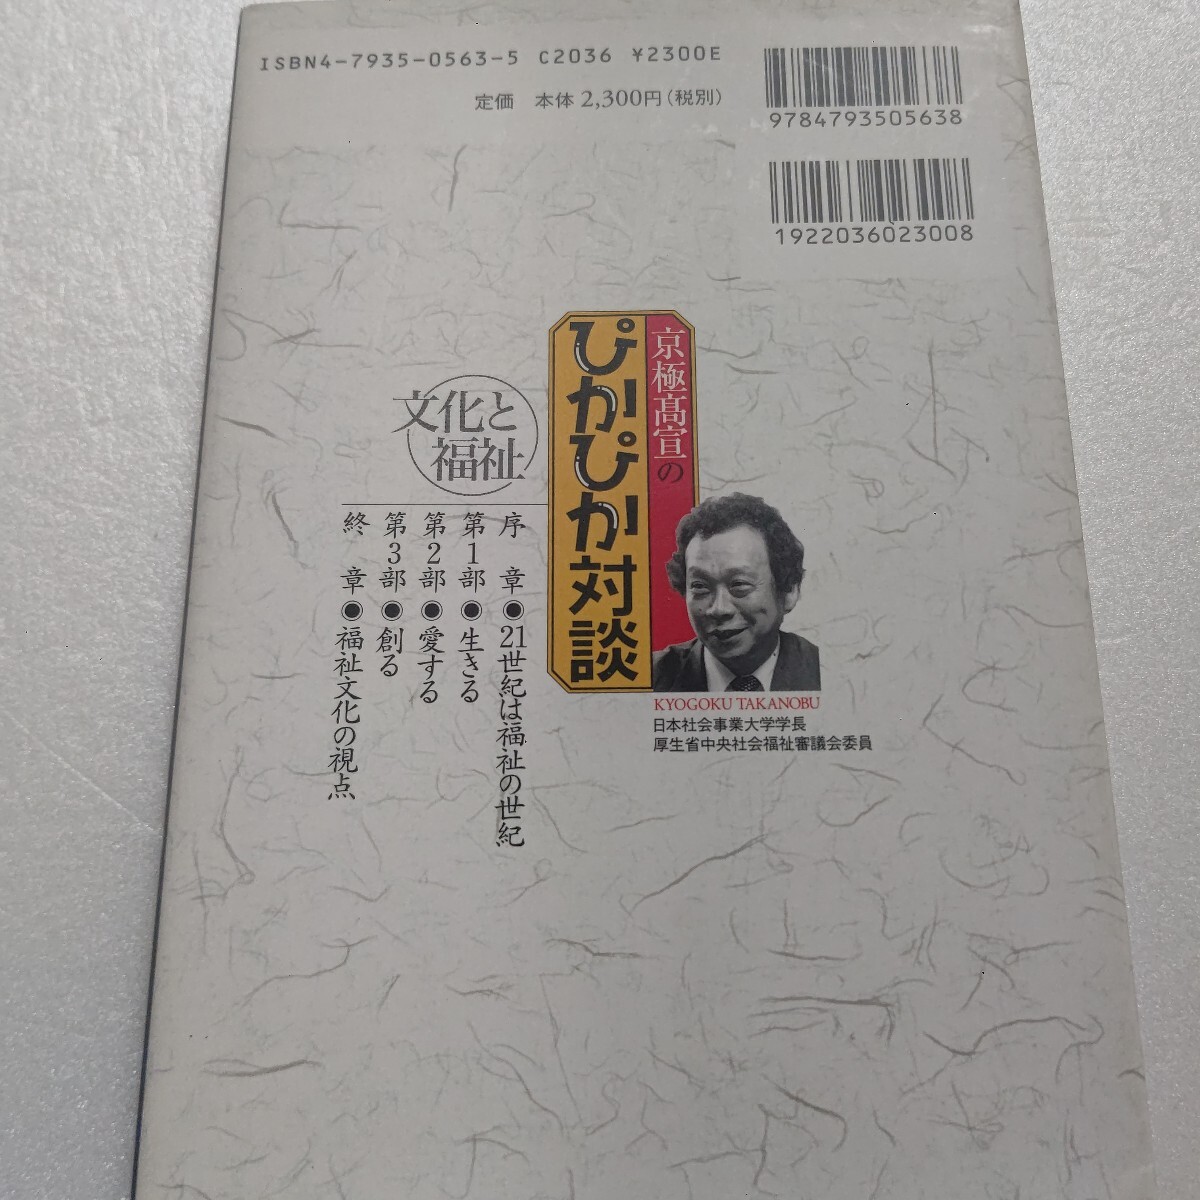 ISBN4-7935-0563-5 C2036 ¥2300E
定価 本体 2,300円(税別)
9784793505638
1922036023008
京極髙宣の
ぴかぴか対談
文化と
福祉
序 章●21世紀は福祉の世紀
第1部●生きる
第2部●愛する
第3部●創る
終 章●福祉文化の視点
KYOGOKU TAKANOBU
日本社会事業大学学長
厚生省中央社会福祉審議会委員